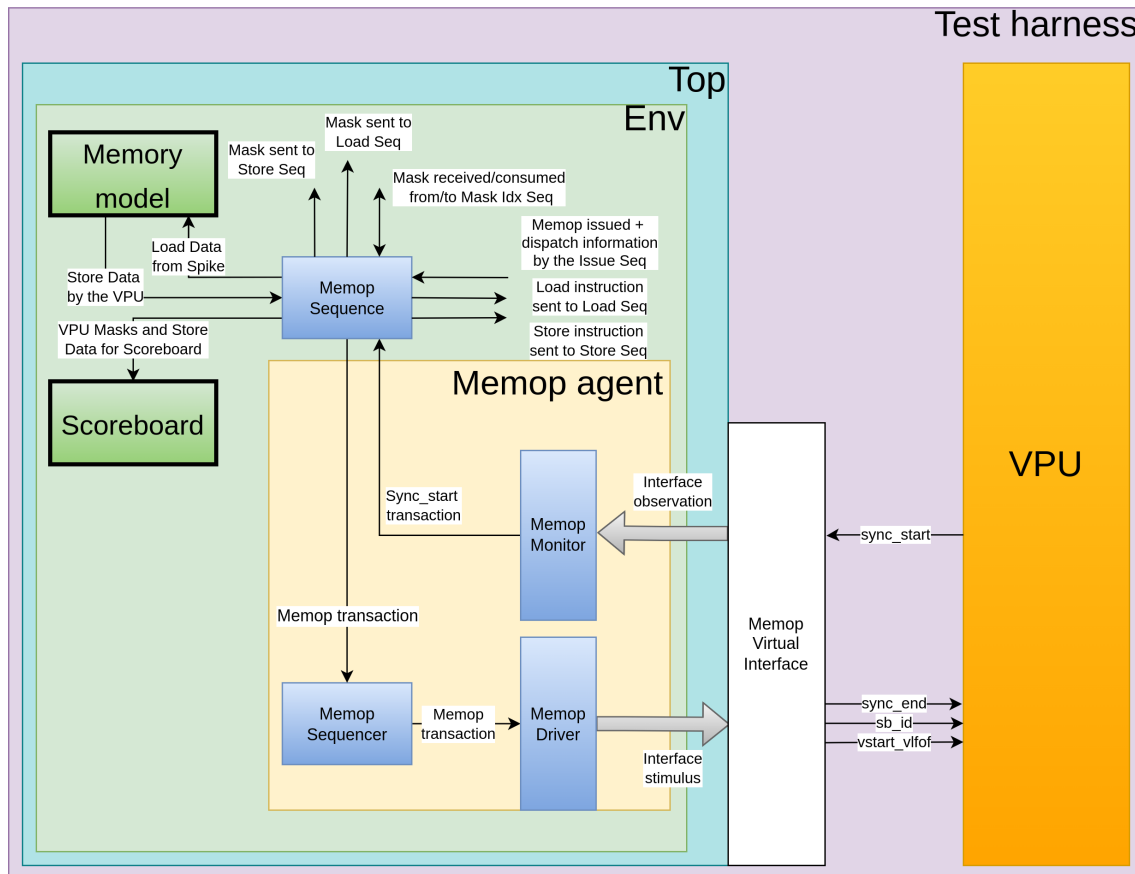 Test harness
Top
Env
Memory
model
Mask sent to
Load Seq
Mask sent to
Store Seq
Mask received/consumed
from/to Mask Idx Seq
Memop issued +
dispatch information
by the Issue Seq
Load Data
from Spike
Store Data
by the VPU
Memop
Sequence
Load instruction
sent to Load Seq
VPU Masks and Store
Data for Scoreboard
Store instruction
sent to Store Seq
Scoreboard
Memop agent
VPU
Interface
observation
Sync_start
transaction
Memop
Monitor
sync_start
Memop transaction
Memop
Virtual
Interface
Memop
Sequencer
Memop
transaction
Memop
Driver
sync_end
sb_id
vstart_vlfof
Interface
stimulus